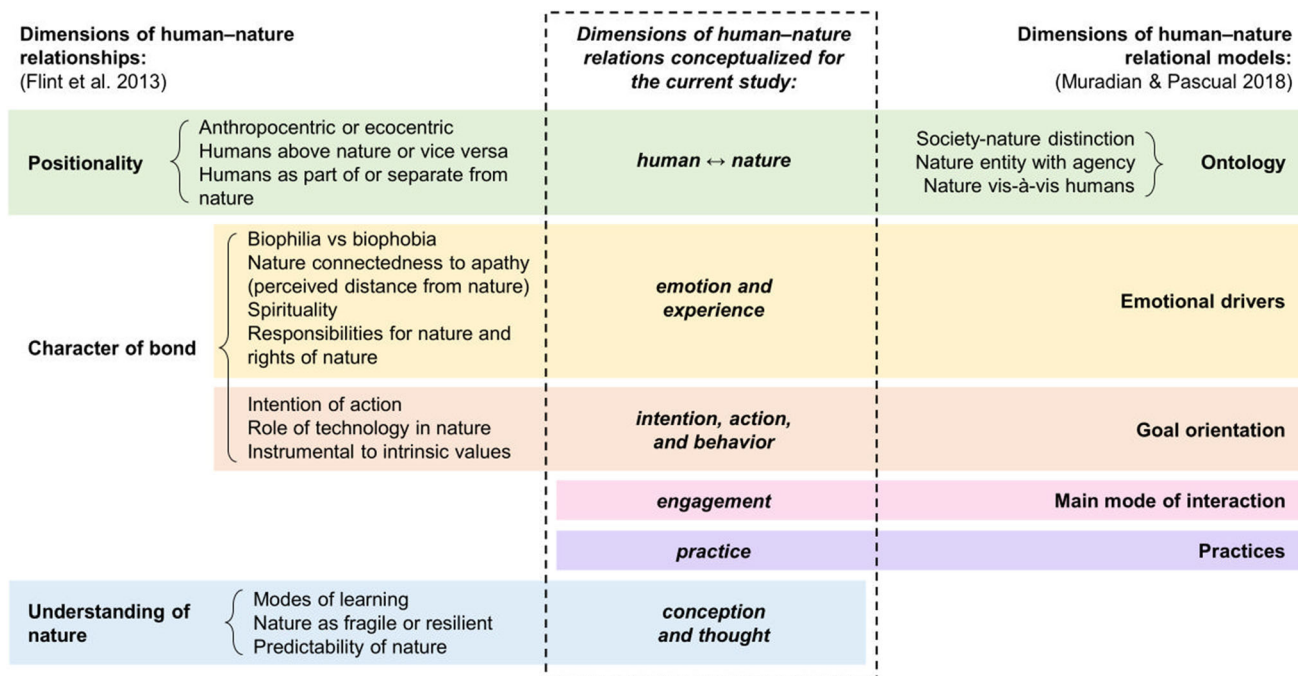 Dimensions of human–nature
relationships:
(Flint et al. 2013)
Dimensions of human–nature
relations conceptualized for
the current study:
Dimensions of human–nature
relational models:
(Muradian & Pascual 2018)
Positionality
Anthropocentric or ecocentric
Humans above nature or vice versa
Humans as part of or separate from
nature
human ↔ nature
Society-nature distinction
Nature entity with agency
Nature vis-à-vis humans
Ontology
Character of bond
Biophilia vs biophobia
Nature connectedness to apathy
(perceived distance from nature)
Spirituality
Responsibilities for nature and
rights of nature
emotion and
experience
Emotional drivers
Intention of action
Role of technology in nature
Instrumental to intrinsic values
intention, action,
and behavior
Goal orientation
engagement
Main mode of interaction
practice
Practices
Understanding of
nature
Modes of learning
Nature as fragile or resilient
Predictability of nature
conception
and thought